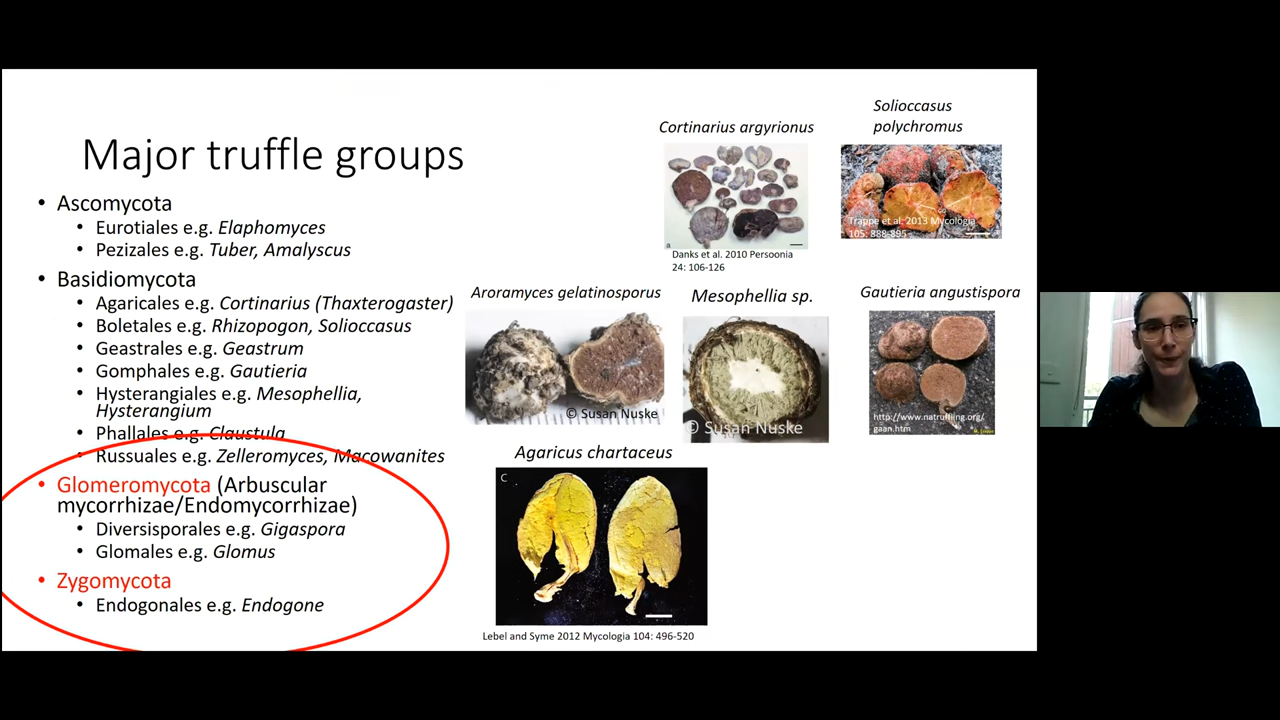 Major truffle groups
• Ascomycota
• Eurotiales e.g. Elaphomyces
• Pezizales e.g. Tuber, Amalyscus
• Basidiomycota
• Agaricales e.g. Cortinarius (Thaxterogaster)
• Boletales e.g. Rhizopogon, Solioccasus
• Geastrales e.g. Geastrum
• Gomphales e.g. Gautieria
• Hysterangiales e.g. Mesophellia,
Hysterangium
• Phallales e.g. Claustula
• Russuales e.g. Zelleromyces, Macowanites
• Glomeromycota (Arbuscular
mycorrhizae/Endomycorrhizae)
• Diversisporales e.g. Gigaspora
• Glomales e.g. Glomus
• Zygomycota
• Endogonales e.g. Endogone
Cortinarius argyrionus
a
Danks et al. 2010 Persoonia
24: 106-126
Solioccasus
polychromus
Trappe et al. 2013 Mycologia
105: 888-895
Aroramyces gelatinosporus
© Susan Nuske
Mesophellia sp.
© Susan Nuske
Gautieria angustispora
http://www.natruffling.org/
gaan.htm
Agaricus chartaceus
C
Lebel and Syme 2012 Mycologia 104: 496-520